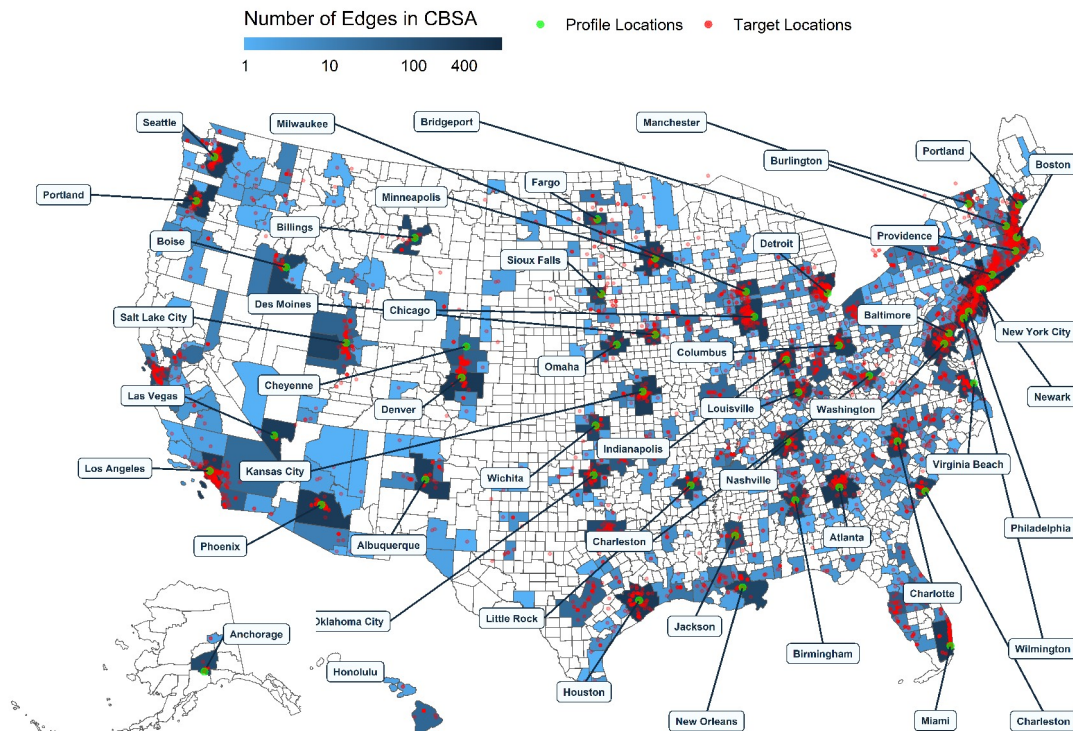 Number of Edges in CBSA
1 10 100 400
Profile Locations
Target Locations
Seattle
Milwaukee
Bridgeport
Manchester
Burlington
Portland
Boston
Portland
Minneapolis
Fargo
Billings
Providence
Boise
Detroit
Sioux Falls
Des Moines
Chicago
Salt Lake City
Baltimore
New York City
Omaha
Columbus
Cheyenne
Las Vegas
Denver
Louisville
Washington
Newark
Los Angeles
Kansas City
Wichita
Indianapolis
Nashville
Virginia Beach
Phoenix
Albuquerque
Charleston
Atlanta
Philadelphia
Oklahoma City
Little Rock
Jackson
Charlotte
Anchorage
Birmingham
Wilmington
Honolulu
Houston
New Orleans
Miami
Charleston